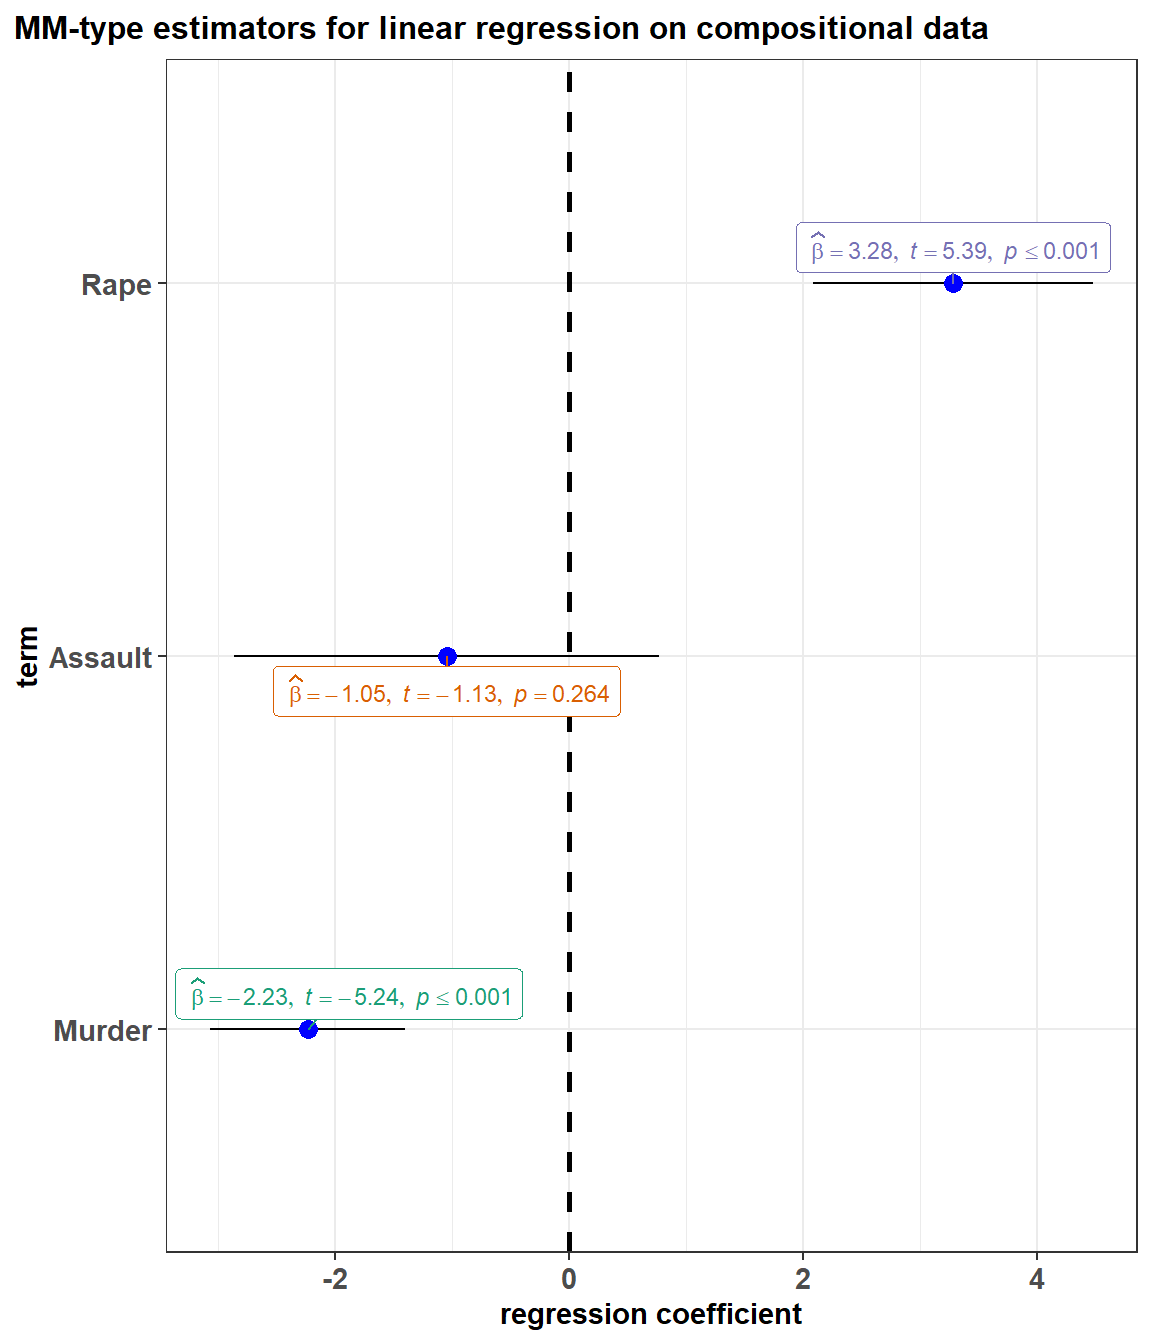 MM-type estimators for linear regression on compositional data
Rape
β̂ = 3.28, t = 5.39, p ≤ 0.001
term
Assault
β̂ = −1.05, t = −1.13, p = 0.264
Murder
β̂ = −2.23, t = −5.24, p ≤ 0.001
-2 0 2 4
regression coefficient